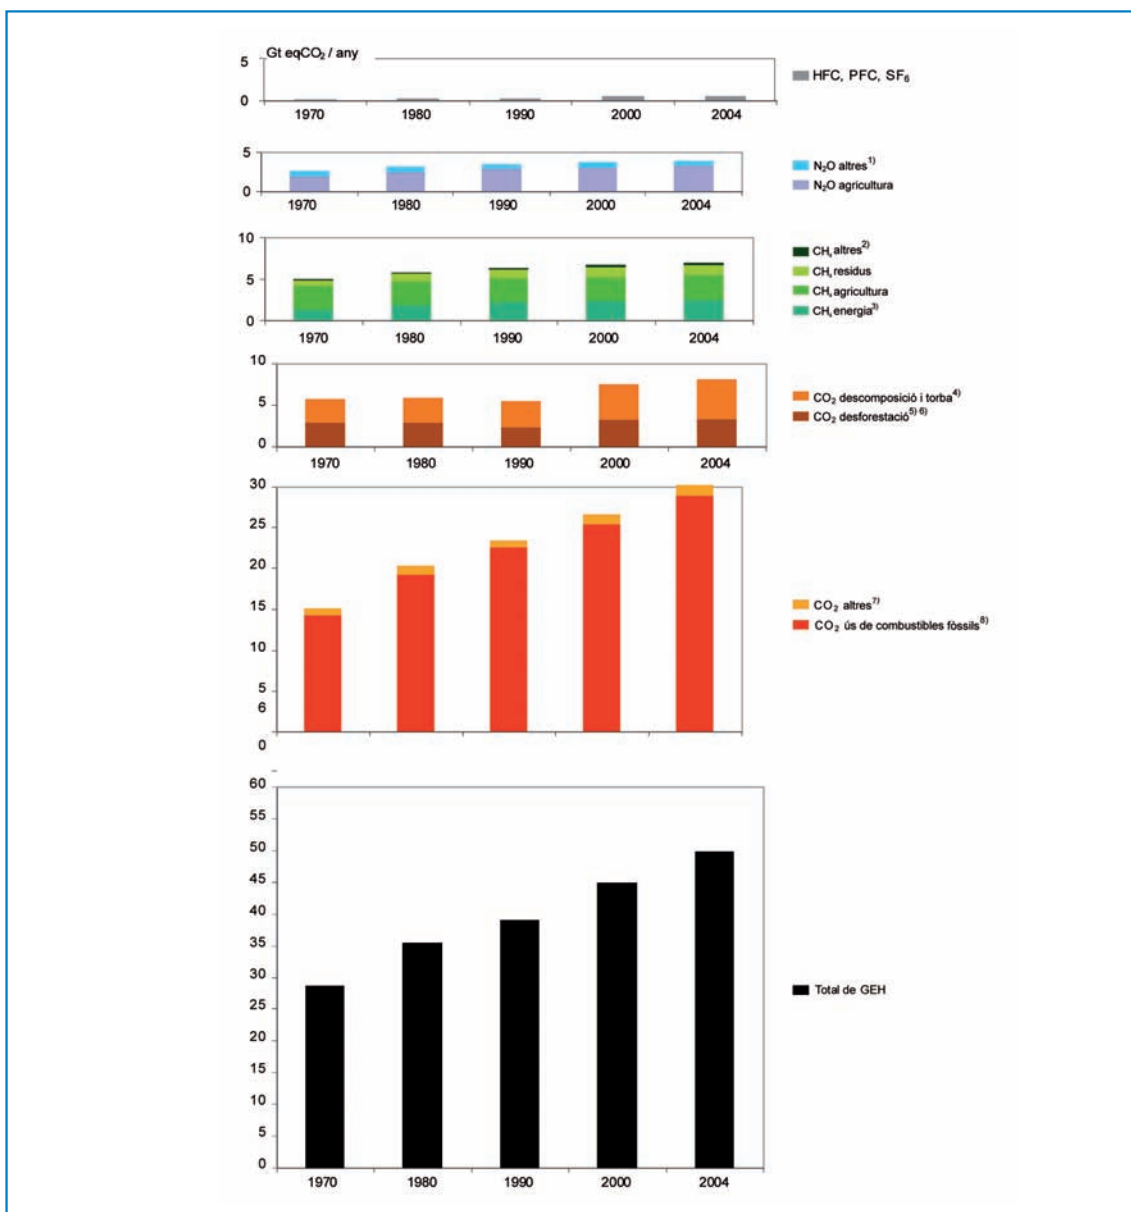 Gt eqCO₂ / any
5
0
1970 1980 1990 2000 2004
HFC, PFC, SF₆
5
0
1970 1980 1990 2000 2004
N₂O altres¹⁾
N₂O agricultura
10
5
0
1970 1980 1990 2000 2004
CH₄ altres²⁾
CH₄ residus
CH₄ agricultura
CH₄ energia³⁾
10
5
0
1970 1980 1990 2000 2004
CO₂ descomposició i torba⁴⁾
CO₂ desforestació⁵⁾ ⁶⁾
30
25
20
15
10
5
6
0
CO₂ altres⁷⁾
CO₂ ús de combustibles fòssils⁸⁾
60
55
50
45
40
35
30
25
20
15
10
5
0
1970 1980 1990 2000 2004
Total de GEH